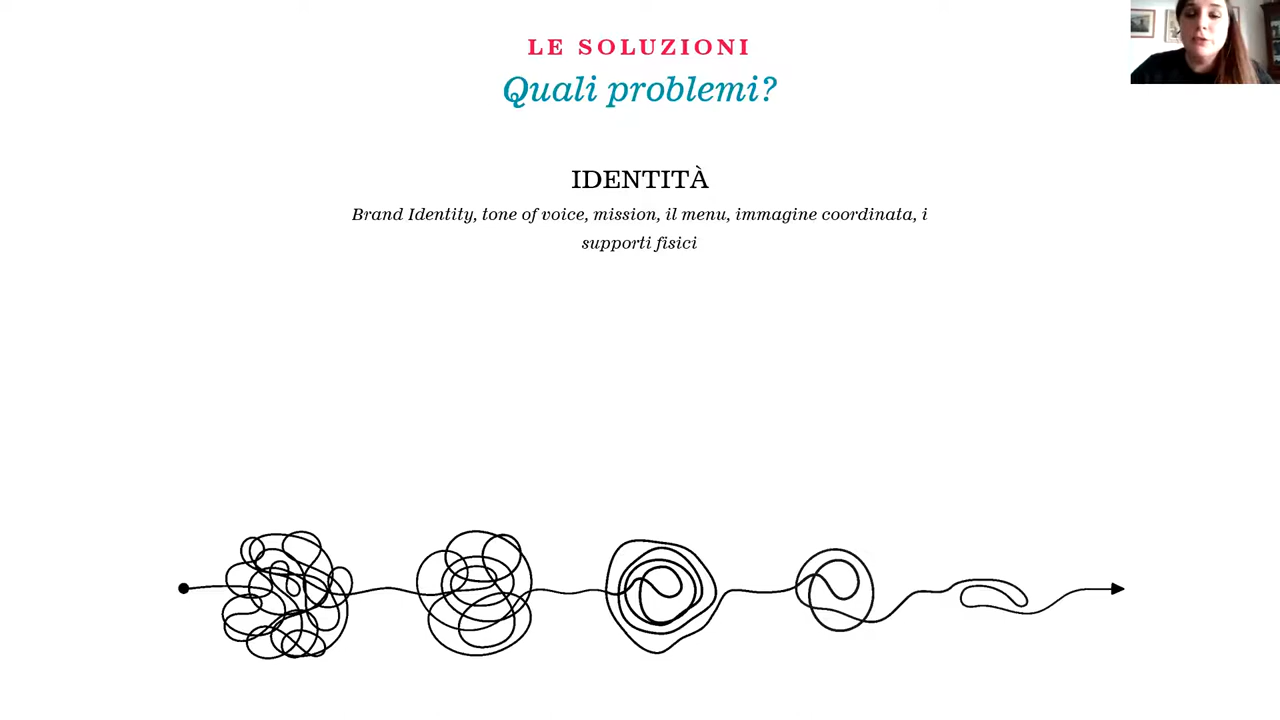 LE SOLUZIONI
Quali problemi?
IDENTITÀ
Brand Identity, tone of voice, mission, il menu, immagine coordinata, i
supporti fisici